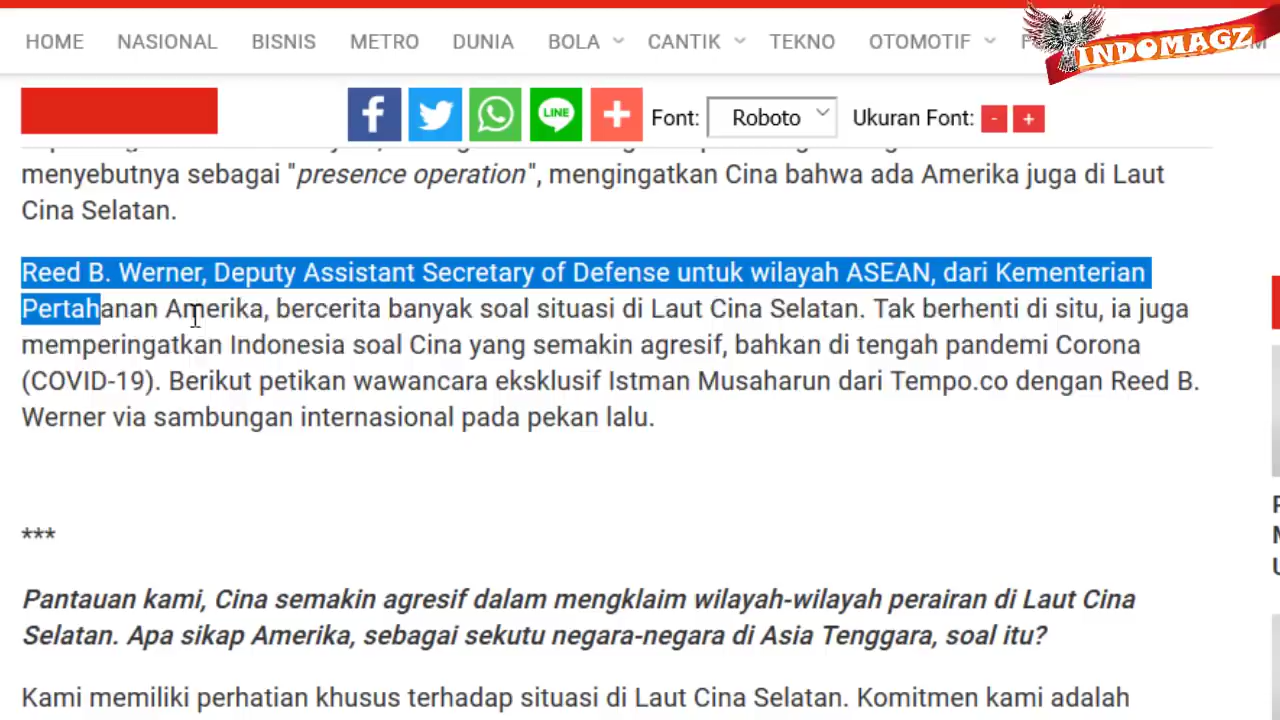 HOME NASIONAL BISNIS METRO DUNIA BOLA CANTIK TEKNO OTOMOTIF
INDOMAGZ
LINE
Font: Roboto Ukuran Font: - +
menyebutnya sebagai "presence operation", mengingatkan Cina bahwa ada Amerika juga di Laut
Cina Selatan.
Reed B. Werner, Deputy Assistant Secretary of Defense untuk wilayah ASEAN, dari Kementerian
Pertahanan Amerika, bercerita banyak soal situasi di Laut Cina Selatan. Tak berhenti di situ, ia juga
memperingatkan Indonesia soal Cina yang semakin agresif, bahkan di tengah pandemi Corona
(COVID-19). Berikut petikan wawancara eksklusif Istman Musaharun dari Tempo.co dengan Reed B.
Werner via sambungan internasional pada pekan lalu.
***
Pantauan kami, Cina semakin agresif dalam mengklaim wilayah-wilayah perairan di Laut Cina
Selatan. Apa sikap Amerika, sebagai sekutu negara-negara di Asia Tenggara, soal itu?
Kami memiliki perhatian khusus terhadap situasi di Laut Cina Selatan. Komitmen kami adalah